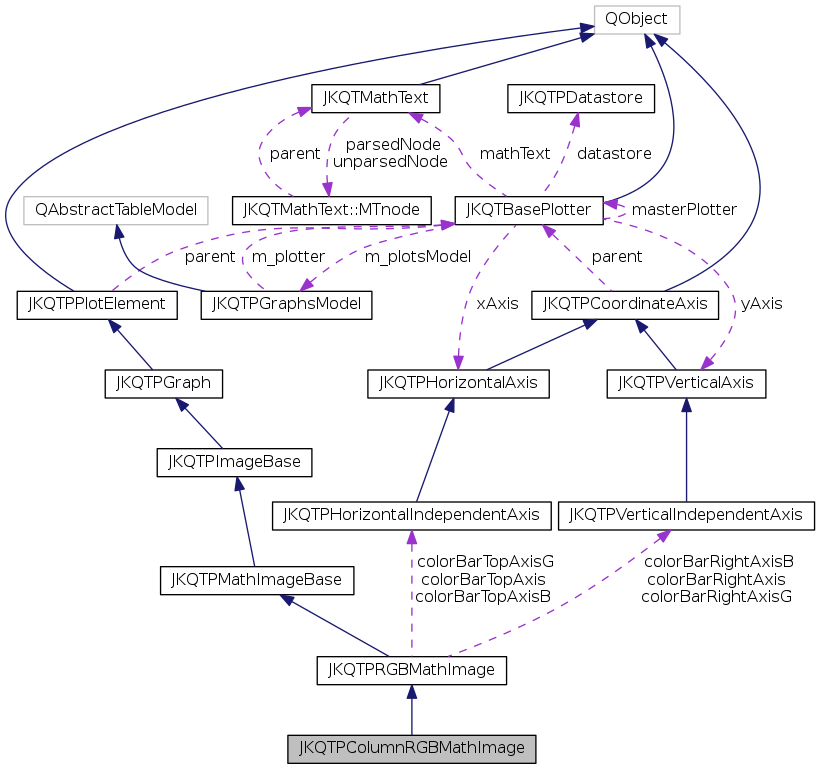 QObject
JKQTMathText
JKQTPDatastore
parent
parsedNode
unparsedNode
mathText
datastore
QAbstractTableModel
JKQTMathText::MTnode
JKQTBasePlotter
masterPlotter
parent
m_plotter
m_plotsModel
parent
JKQTPPlotElement
JKQTPGraphsModel
xAxis
JKQTPCoordinateAxis
yAxis
JKQTPGraph
JKQTPHorizontalAxis
JKQTPVerticalAxis
JKQTPImageBase
JKQTPHorizontalIndependentAxis
JKQTPVerticalIndependentAxis
JKQTPMathImageBase
colorBarTopAxisG
colorBarTopAxis
colorBarTopAxisB
colorBarRightAxisB
colorBarRightAxis
colorBarRightAxisG
JKQTPRGBMathImage
JKQTPColumnRGBMathImage